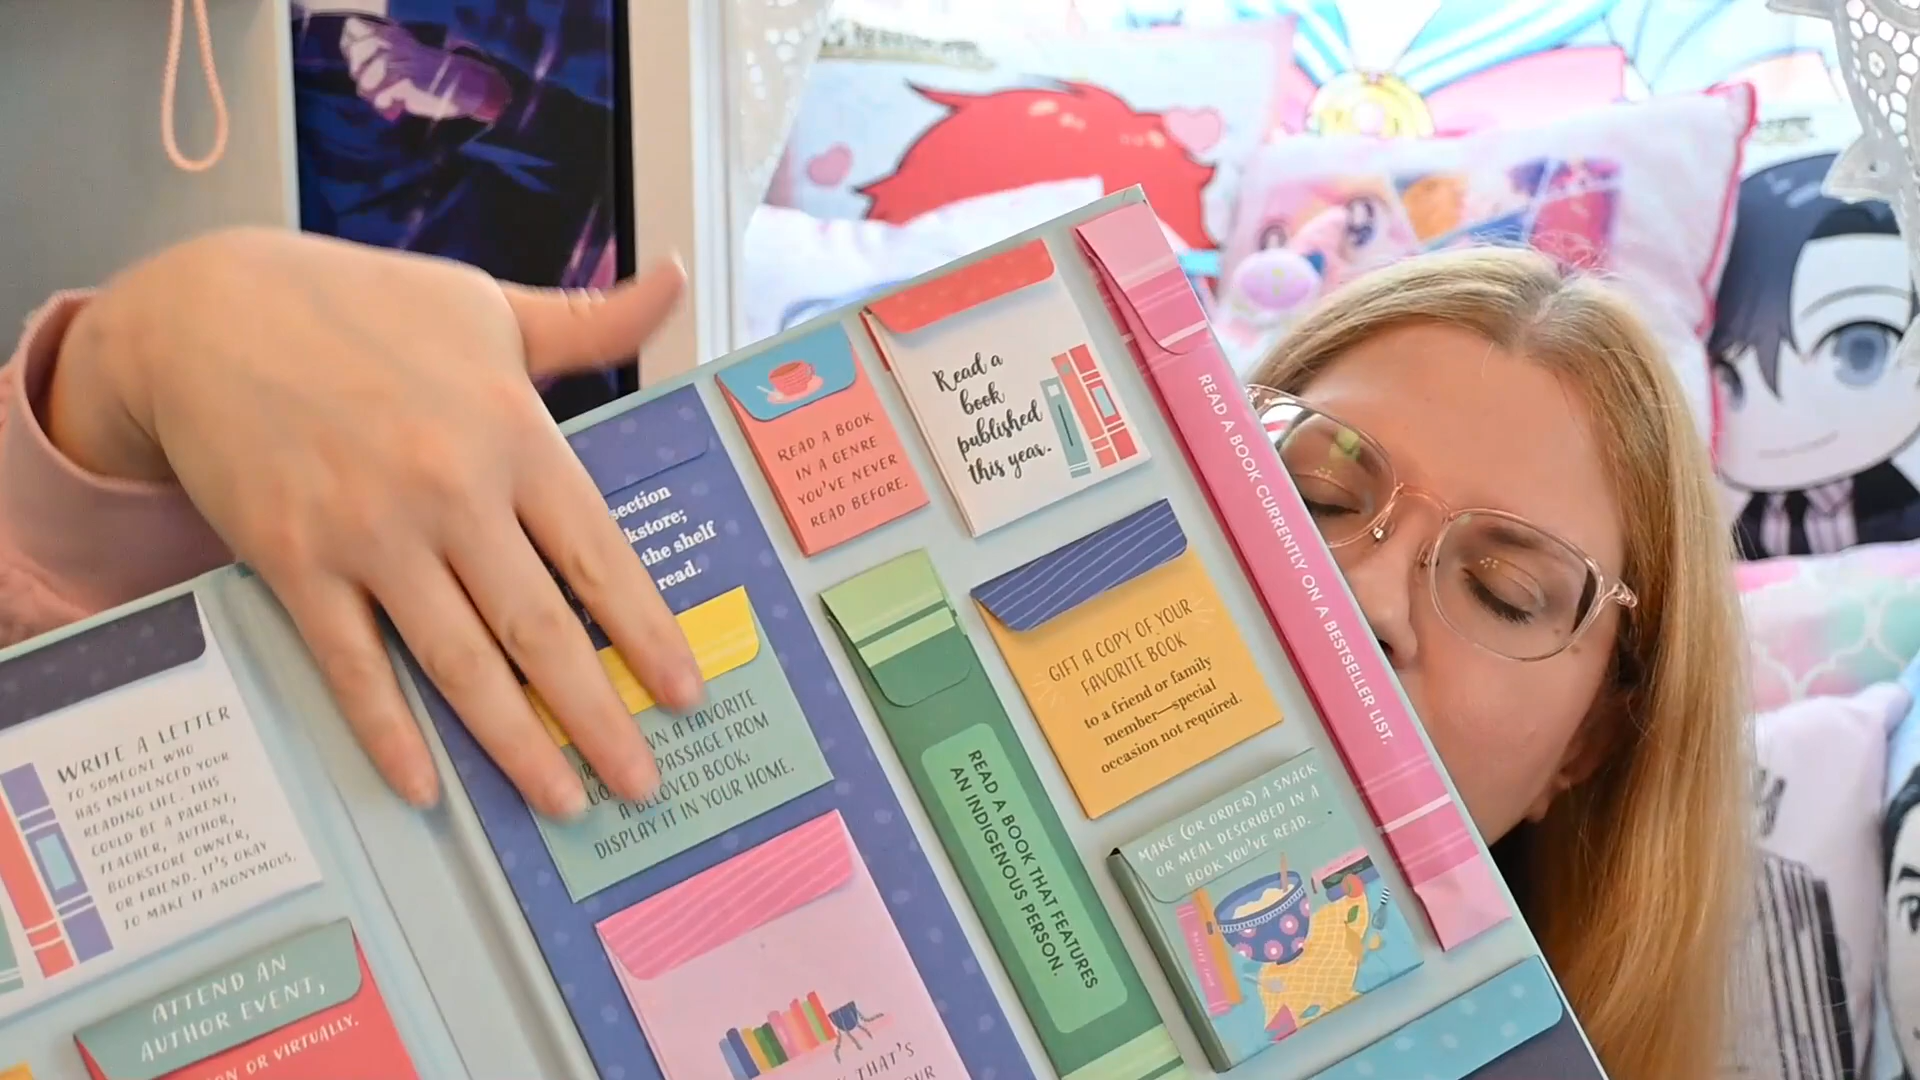 WRITE A LETTER
TO SOMEONE WHO
HAS INFLUENCED YOUR
READING LIFE. THIS
COULD BE A PARENT,
TEACHER, AUTHOR,
BOOKSTORE OWNER,
OR FRIEND. IT'S OKAY
TO MAKE IT ANONYMOUS.
ATTEND AN
AUTHOR EVENT,
OR VIRTUALLY.
section
the shelf
read.
A FAVORITE
PASSAGE FROM
A BELOVED BOOK;
DISPLAY IT IN YOUR HOME.
THAT'S
READ A BOOK
IN A GENRE
YOU'VE NEVER
READ BEFORE.
Read a
book
published
this year.
READ A BOOK THAT FEATURES
AN INDIGENOUS PERSON.
GIFT A COPY OF YOUR
FAVORITE BOOK
to a friend or family
member—special
occasion not required.
MAKE (OR ORDER) A SNACK
OR MEAL DESCRIBED IN A
BOOK YOU'VE READ.
READ A BOOK CURRENTLY ON A BESTSELLER LIST.